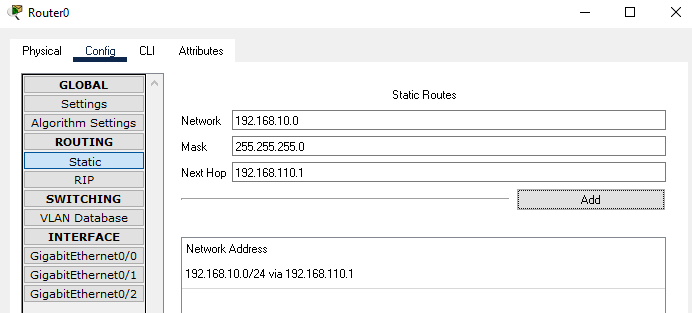 Router0
Physical Config CLI Attributes
GLOBAL
Settings
Algorithm Settings
ROUTING
Static
RIP
SWITCHING
VLAN Database
INTERFACE
GigabitEthernet0/0
GigabitEthernet0/1
GigabitEthernet0/2
Static Routes
Network 192.168.10.0
Mask 255.255.255.0
Next Hop 192.168.110.1
Add
Network Address
192.168.10.0/24 via 192.168.110.1